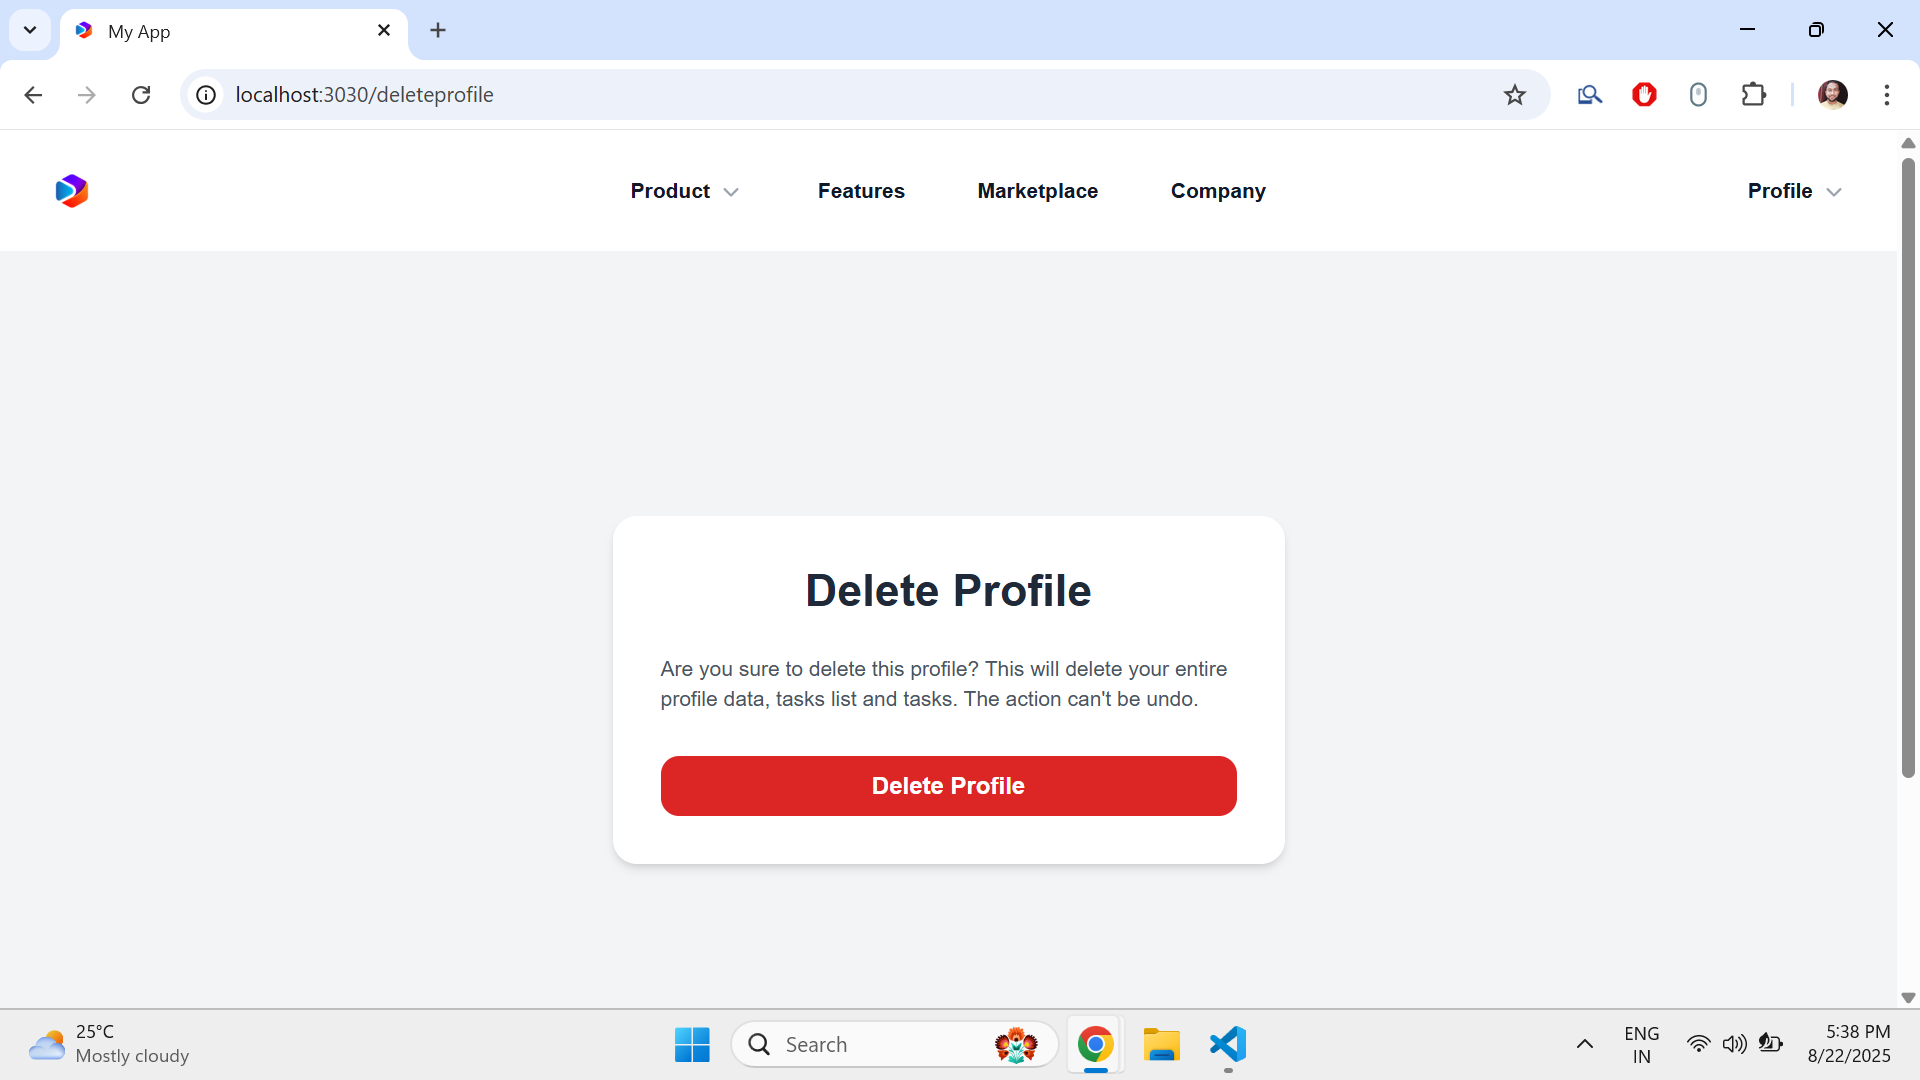 My App
localhost:3030/deleteprofile
Product Features Marketplace Company Profile
Delete Profile
Are you sure to delete this profile? This will delete your entire
profile data, tasks list and tasks. The action can't be undo.
Delete Profile
25°C
Mostly cloudy
Search
ENG
IN
5:38 PM
8/22/2025